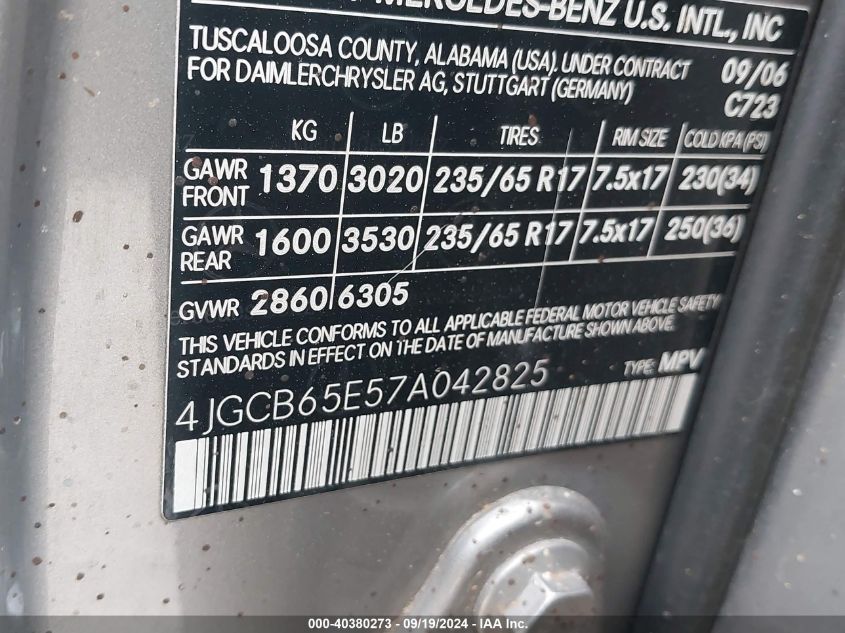 MERCEDES-BENZ U.S. INTL., INC
TUSCALOOSA COUNTY, ALABAMA (USA). UNDER CONTRACT 09/06
FOR DAIMLERCHRYSLER AG, STUTTGART (GERMANY) C723
KG LB TIRES RIM SIZE COLD KPA (PSI)
GAWR FRONT 1370 3020 235/65 R17 7.5x17 230(34)
GAWR REAR 1600 3530 235/65 R17 7.5x17 250(36)
GVWR 2860 6305
THIS VEHICLE CONFORMS TO ALL APPLICABLE FEDERAL MOTOR VEHICLE SAFETY
STANDARDS IN EFFECT ON THE DATE OF MANUFACTURE SHOWN ABOVE.
4JGCB65E57A042825 TYPE: MPV
000-40380273 - 09/19/2024 - IAA Inc.